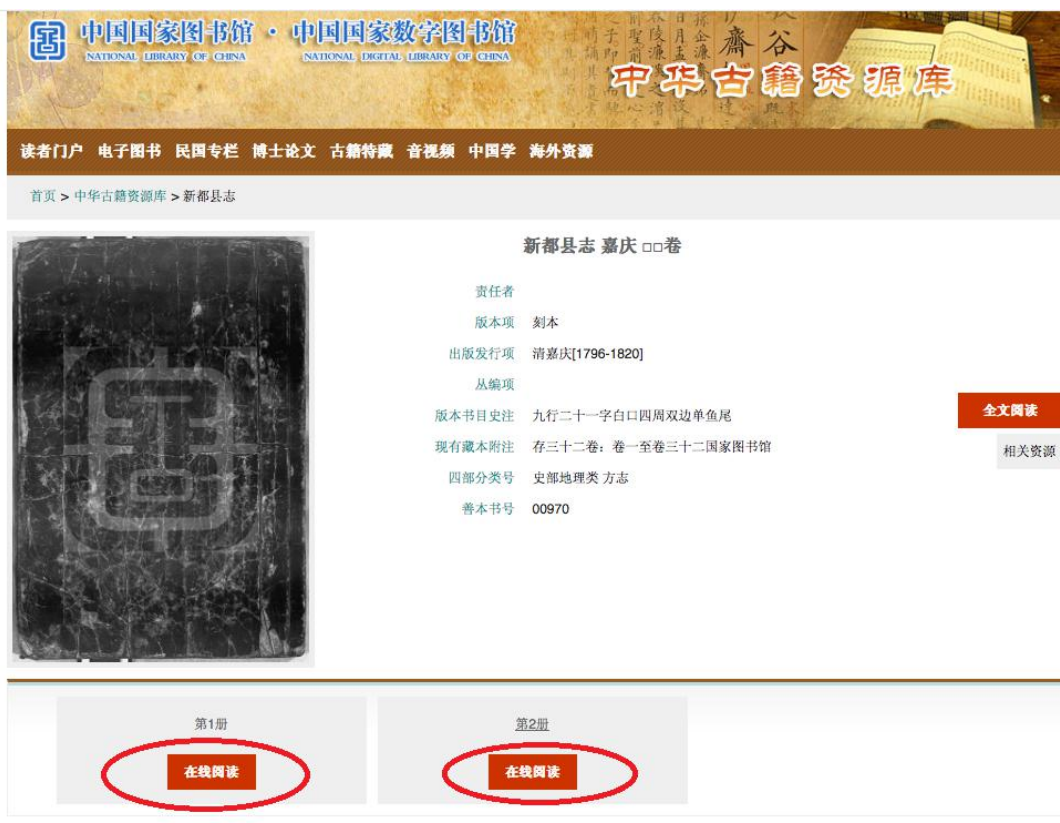 中国国家图书馆 · 中国国家数字图书馆
NATIONAL LIBRARY OF CHINA NATIONAL DIGITAL LIBRARY OF CHINA
中华古籍资源库
读者门户 电子图书 民国专栏 博士论文 古籍特藏 音视频 中国学 海外资源
首页 > 中华古籍资源库 > 新都县志
新都县志 嘉庆 □□卷
责任者
版本项 刻本
出版发行项 清嘉庆[1796-1820]
丛编项
版本书目史注 九行二十一字白口四周双边单鱼尾
现有藏本附注 存三十二卷：卷一至卷三十二国家图书馆
四部分类号 史部地理类 方志
善本书号 00970
全文阅读
相关资源
第1册 第2册
在线阅读 在线阅读